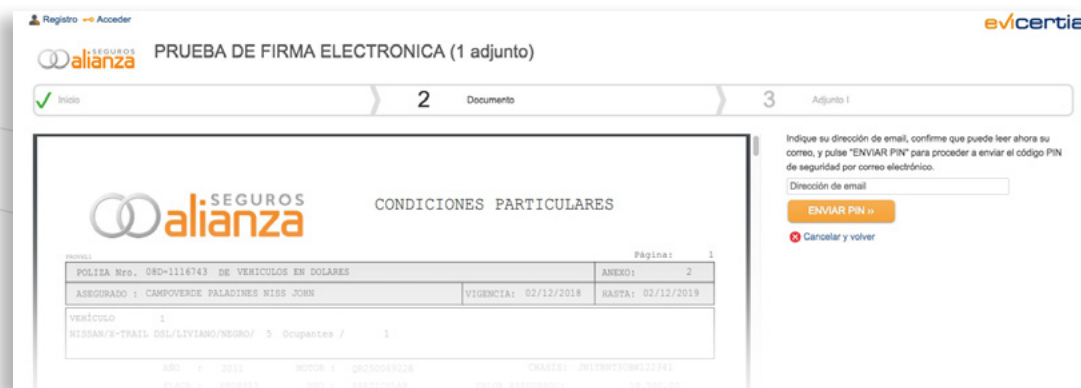 Registro Acceder
evicertia
SEGUROS
alianza
PRUEBA DE FIRMA ELECTRONICA (1 adjunto)
Inicio
2 Documento
3 Adjunto I
Indique su dirección de email, confirme que puede leer ahora su
correo, y pulse "ENVIAR PIN" para proceder a enviar el código PIN
de seguridad por correo electrónico.
Dirección de email
ENVIAR PIN »
Cancelar y volver
SEGUROS
alianza
CONDICIONES PARTICULARES
Página: 1
POLIZA Nro. 08D-1116743 DE VEHICULOS EN DOLARES ANEXO: 2
ASEGURADO : CAMPOVERDE PALADINES NISS JOHN VIGENCIA: 02/12/2018 HASTA: 02/12/2019
VEHÍCULO 1
NISSAN/X-TRAIL DSL/LIVIANO/NEGRO/ 5 Ocupantes / 1
AÑO : 2011 MOTOR : CHASIS: